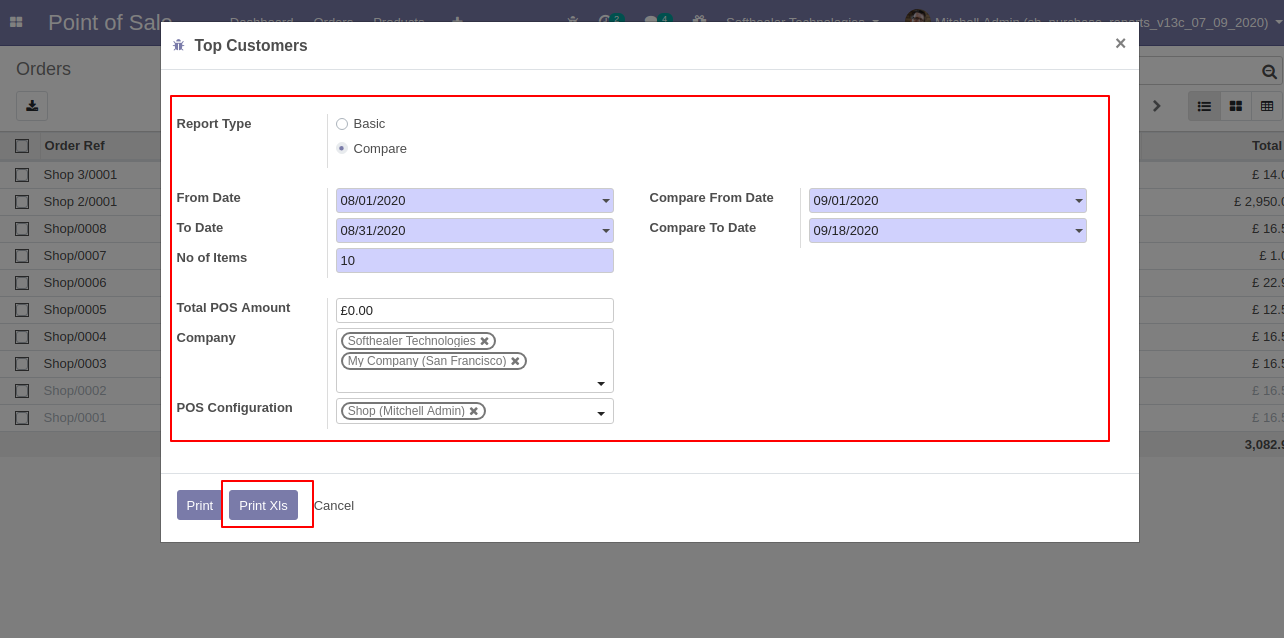 Point of Sale
Dashboard Orders Products 2 4 Softhealer Technologies Mitchell Admin (sh_purchase_reports_v13c_07_09_2020)
Top Customers ×
Orders
Report Type Basic
Compare
From Date 08/01/2020 Compare From Date 09/01/2020
To Date 08/31/2020 Compare To Date 09/18/2020
No of Items 10
Total POS Amount £0.00
Company Softhealer Technologies
My Company (San Francisco)
POS Configuration Shop (Mitchell Admin)
Print Print Xls Cancel
Order Ref Total
Shop 3/0001 £ 14.0
Shop 2/0001 £ 2,950.0
Shop/0008 £ 16.5
Shop/0007 £ 1.0
Shop/0006 £ 22.9
Shop/0005 £ 12.5
Shop/0004 £ 16.5
Shop/0003 £ 16.5
Shop/0002 £ 16.5
Shop/0001 £ 16.5
3,082.9